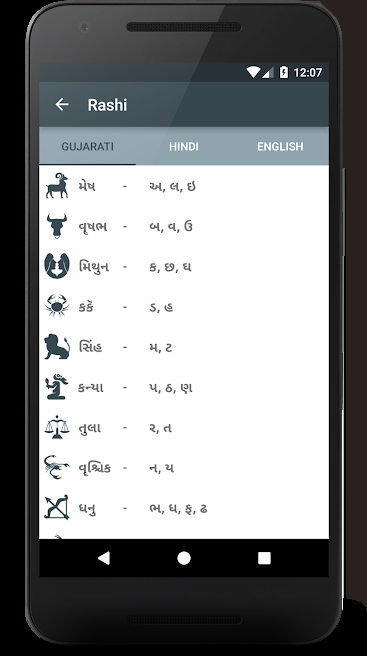 12:07
Rashi
GUJARATI HINDI ENGLISH
મેષ - અ, લ, ઇ
વૃષભ - બ, વ, ઉ
મિથુન - ક, છ, ઘ
કર્ક - ડ, હ
સિંહ - મ, ટ
કન્યા - પ, ઠ, ણ
તુલા - ર, ત
વૃશ્ચિક - ન, ય
ધનુ - ભ, ધ, ફ, ઢ